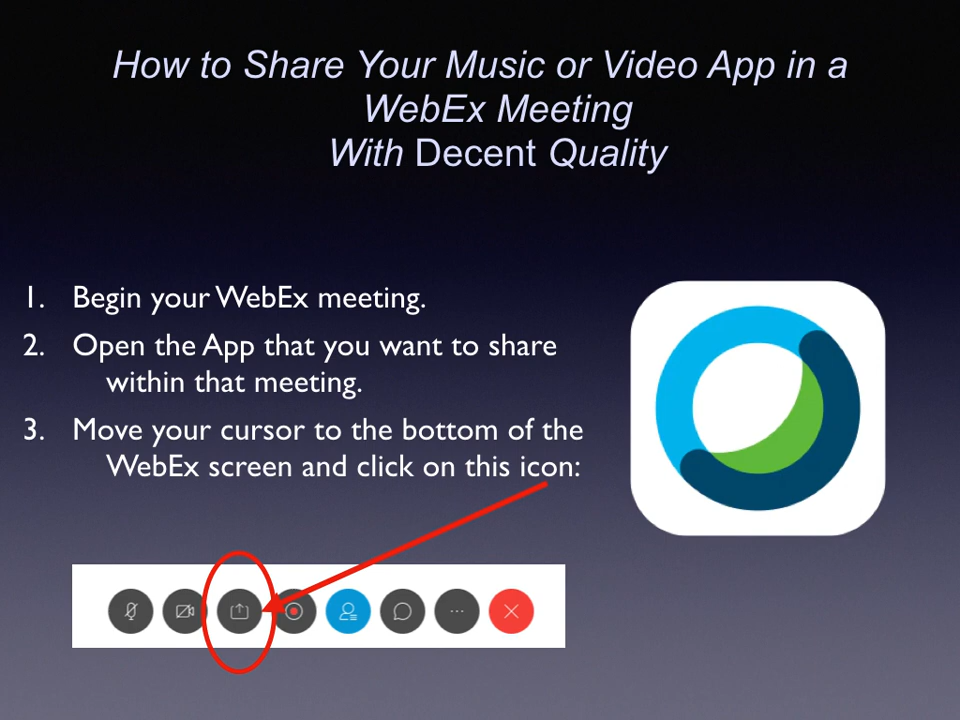 How to Share Your Music or Video App in a
WebEx Meeting
With Decent Quality
1. Begin your WebEx meeting.
2. Open the App that you want to share
within that meeting.
3. Move your cursor to the bottom of the
WebEx screen and click on this icon: